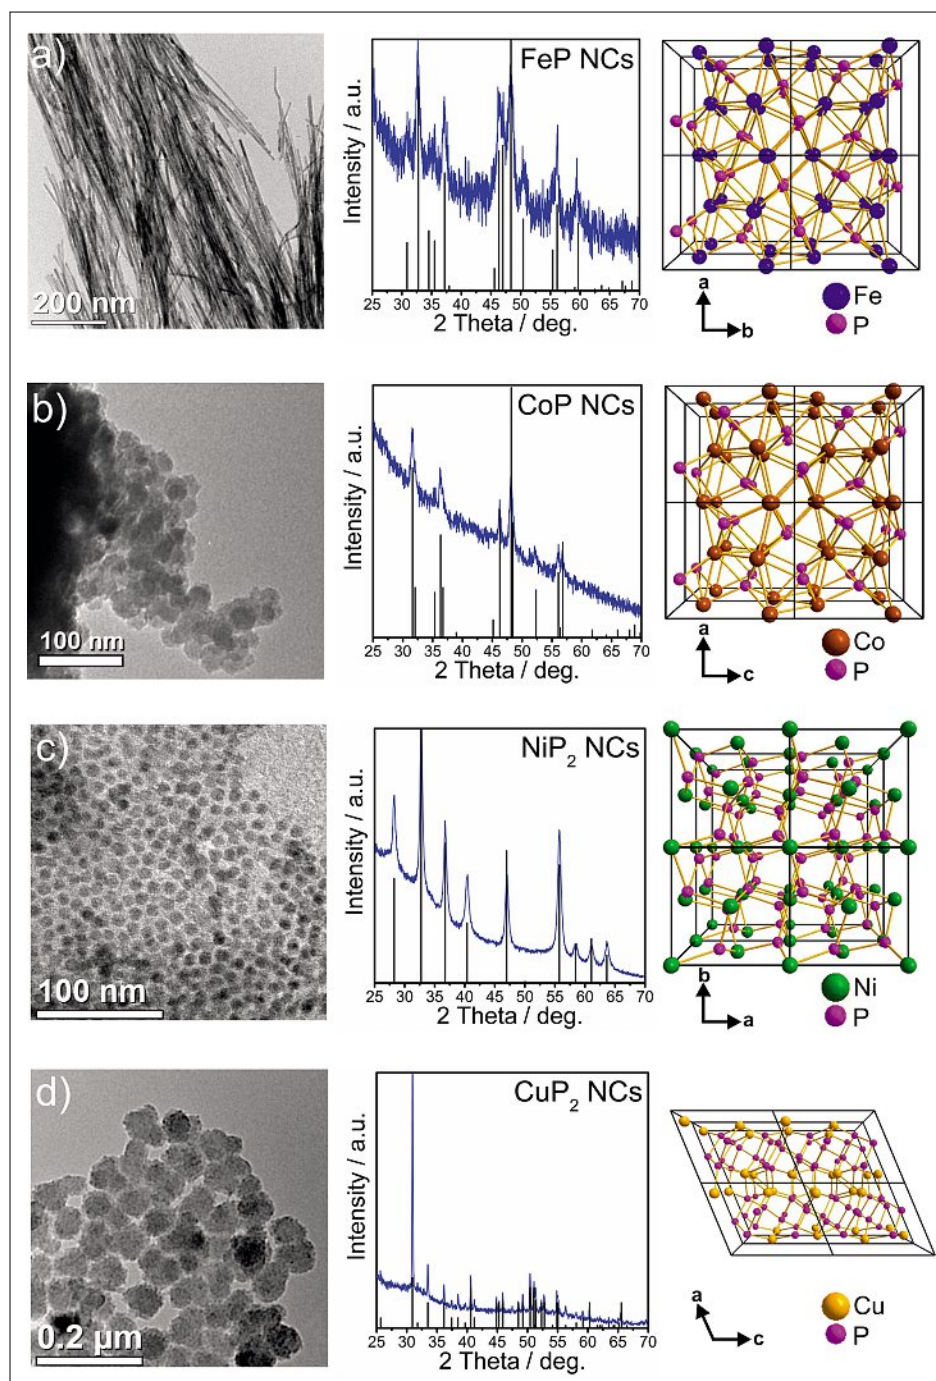 a)
200 nm
FeP NCs
Intensity / a.u.
25 30 35 40 45 50 55 60 65 70
2 Theta / deg.
a
b
Fe
P
b)
100 nm
CoP NCs
Intensity / a.u.
25 30 35 40 45 50 55 60 65 70
2 Theta / deg.
a
c
Co
P
c)
100 nm
NiP2 NCs
Intensity / a.u.
25 30 35 40 45 50 55 60 65 70
2 Theta / deg.
b
a
Ni
P
d)
0.2 µm
CuP2 NCs
Intensity / a.u.
25 30 35 40 45 50 55 60 65 70
2 Theta / deg.
a
c
Cu
P